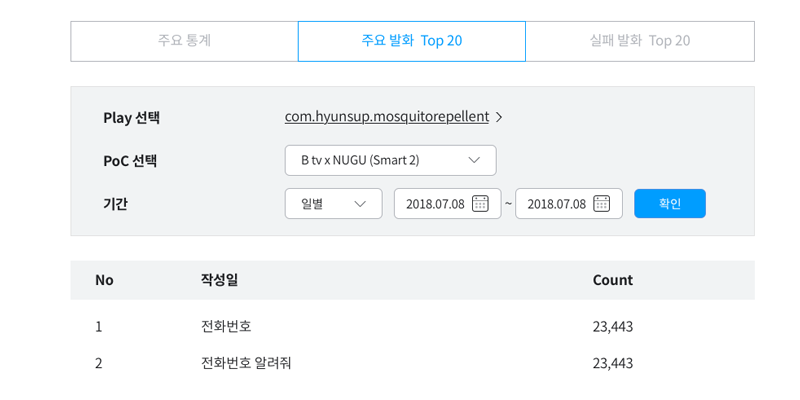 주요 통계 주요 발화 Top 20 실패 발화 Top 20
Play 선택 com.hyunsup.mosquitorepellent
PoC 선택 B tv x NUGU (Smart 2)
기간 일별 2018.07.08 ~ 2018.07.08 확인
No 작성일 Count
1 전화번호 23,443
2 전화번호 알려줘 23,443